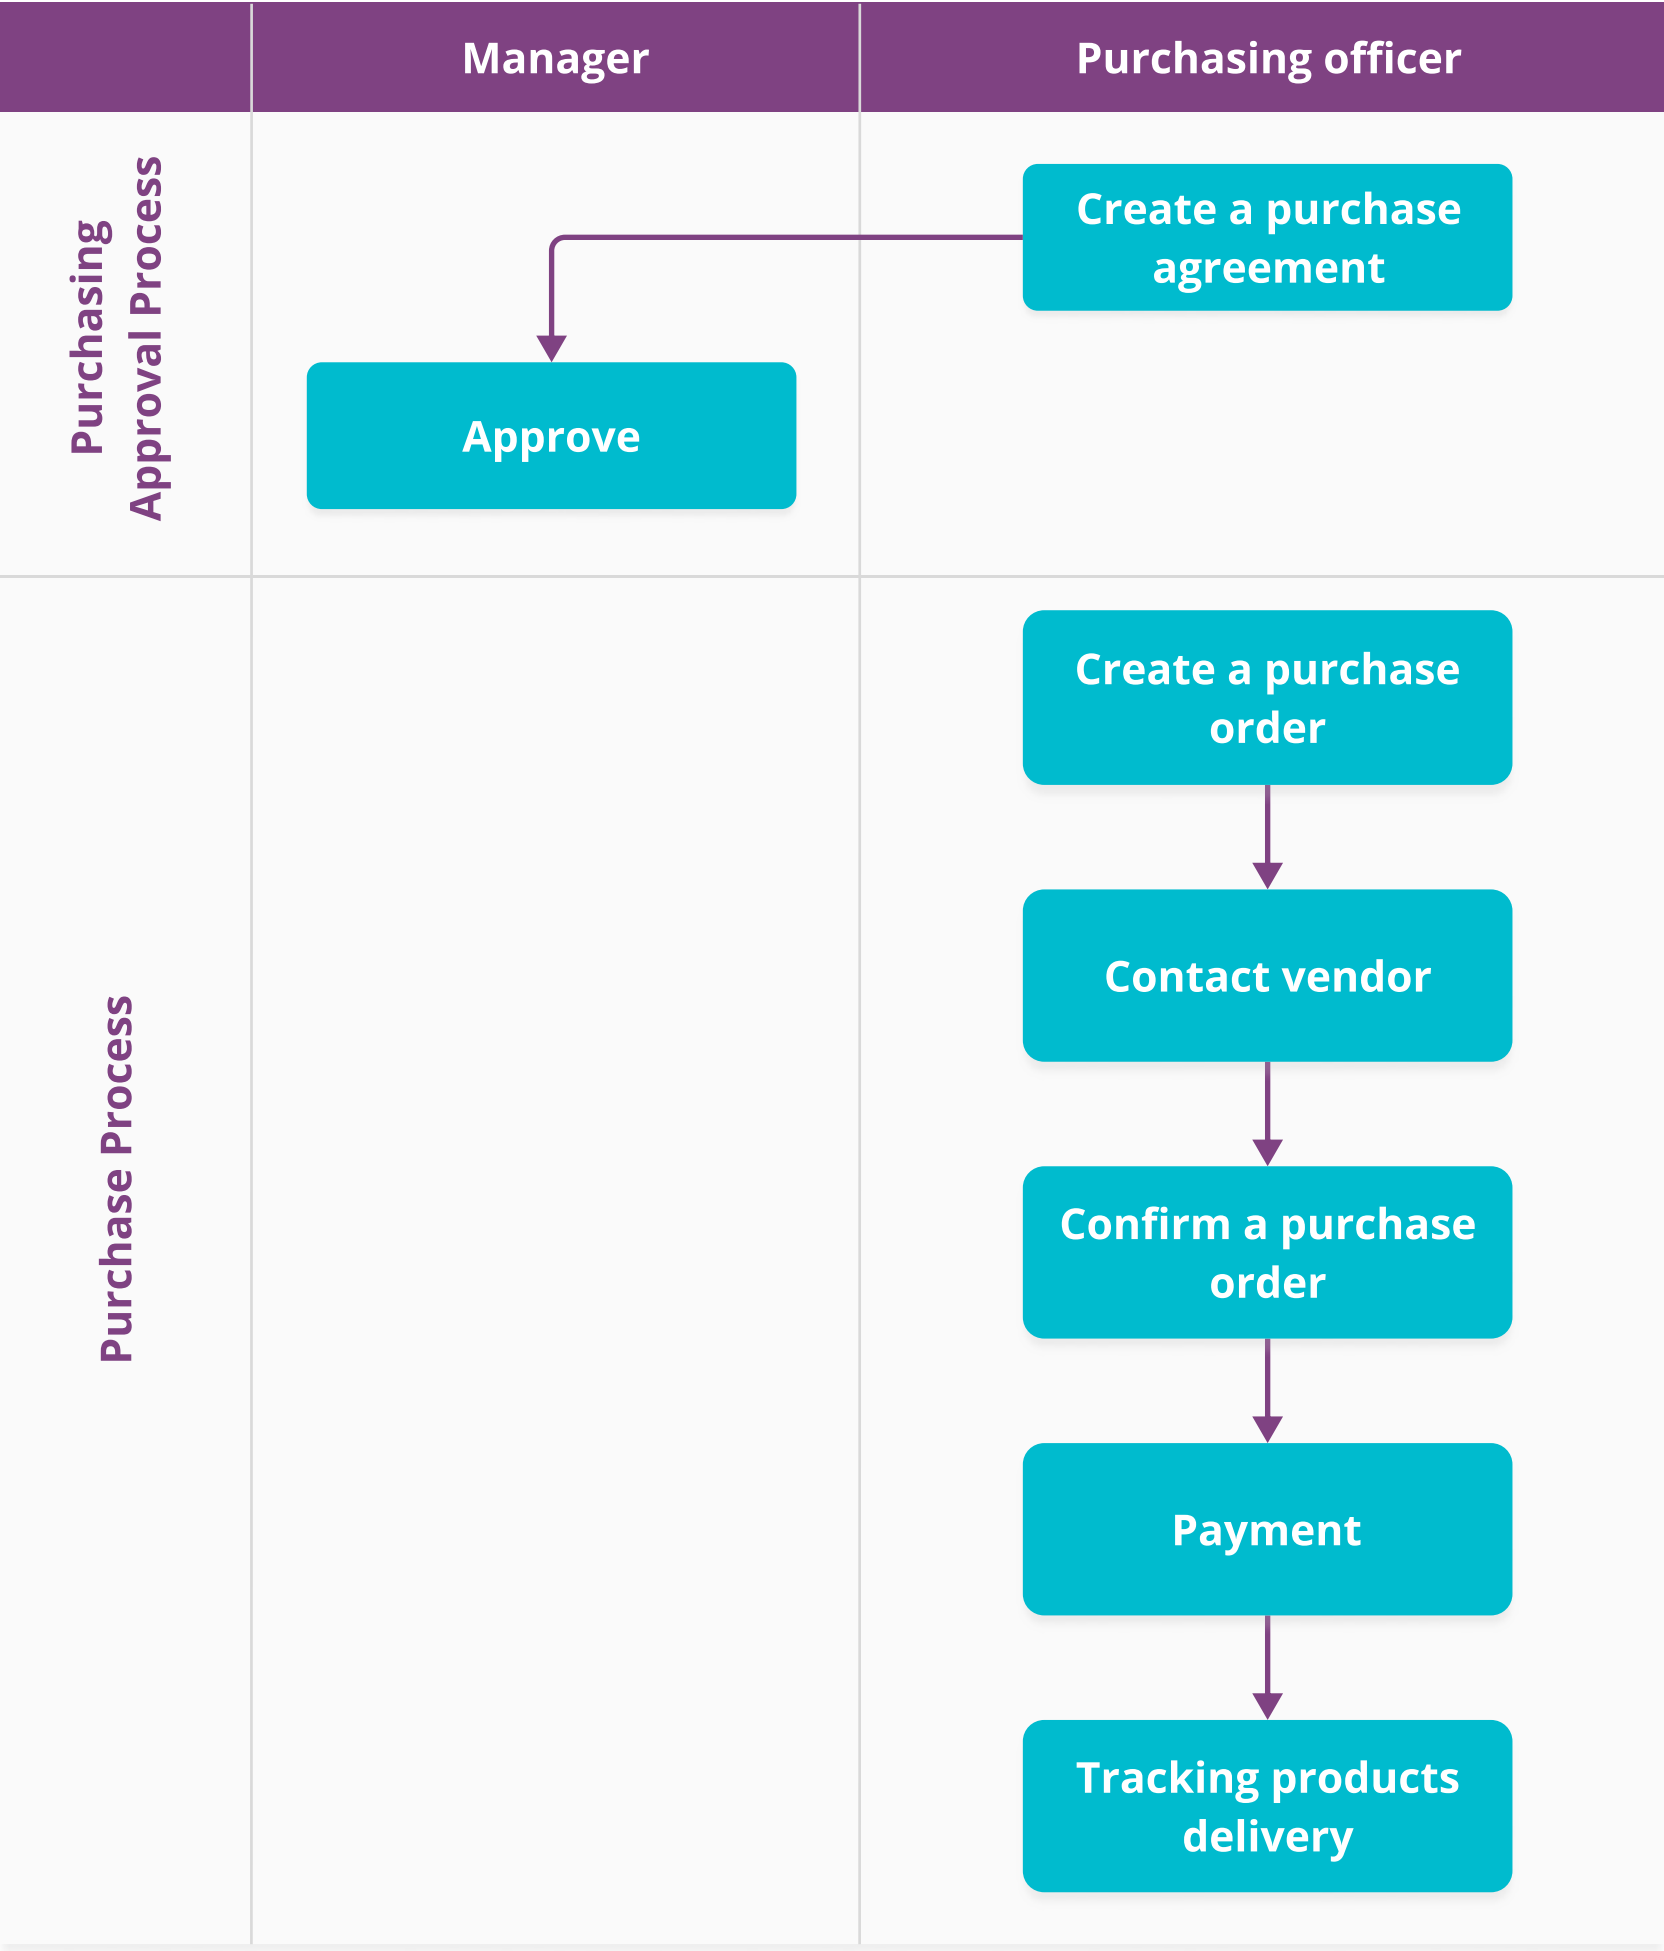 Manager
Purchasing officer
Purchasing
Approval Process
Create a purchase
agreement
Approve
Purchase Process
Create a purchase
order
Contact vendor
Confirm a purchase
order
Payment
Tracking products
delivery